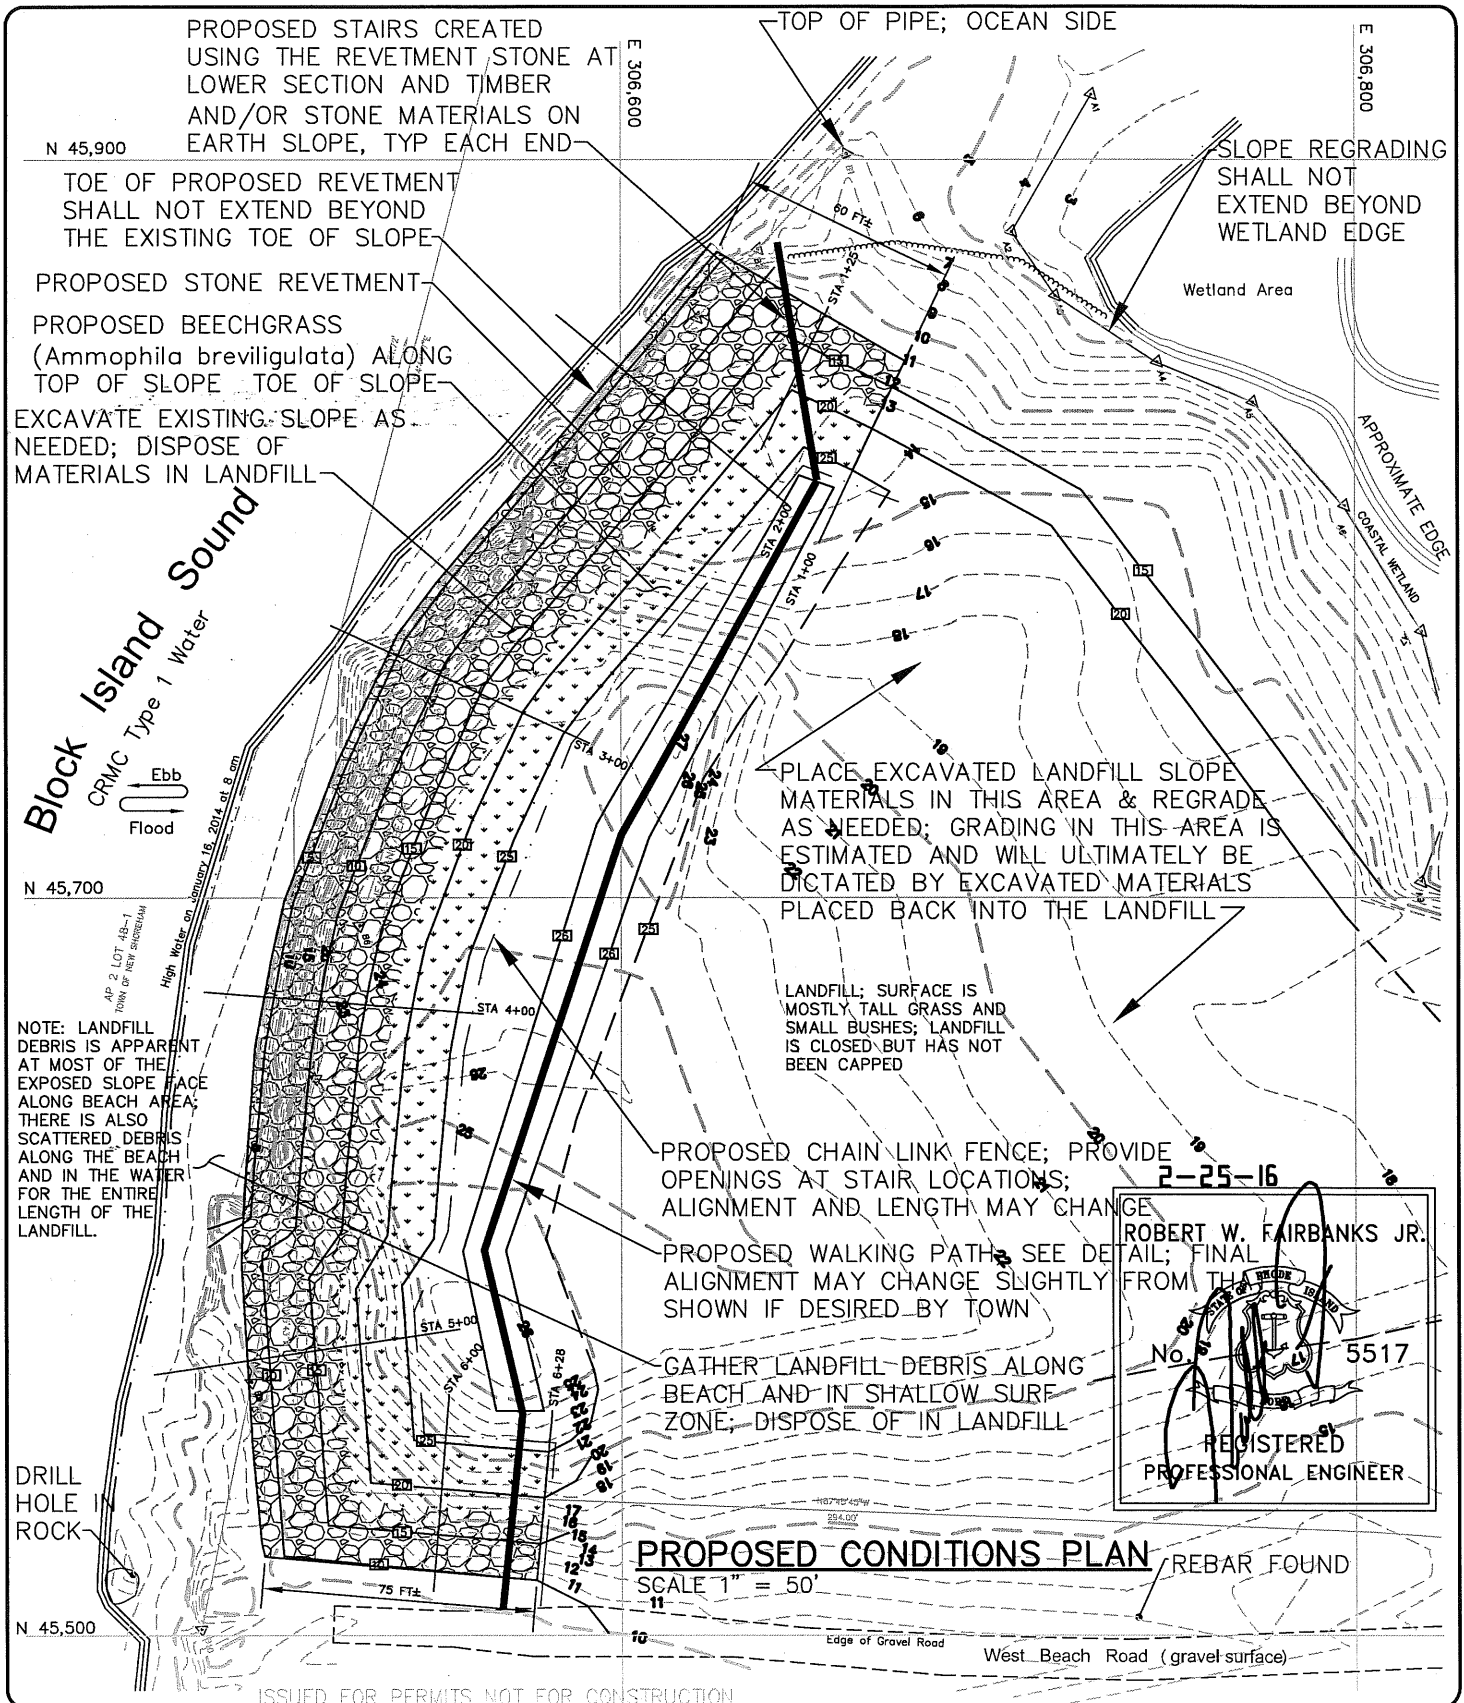 PROPOSED STAIRS CREATED
USING THE REVETMENT STONE AT
LOWER SECTION AND TIMBER
AND/OR STONE MATERIALS ON
EARTH SLOPE, TYP EACH END
TOP OF PIPE; OCEAN SIDE
E 306,600
E 306,800
N 45,900
SLOPE REGRADING
SHALL NOT
EXTEND BEYOND
WETLAND EDGE
TOE OF PROPOSED REVETMENT
SHALL NOT EXTEND BEYOND
THE EXISTING TOE OF SLOPE
PROPOSED STONE REVETMENT
PROPOSED BEECHGRASS
(Ammophila breviligulata) ALONG
TOP OF SLOPE TOE OF SLOPE
EXCAVATE EXISTING SLOPE AS
NEEDED; DISPOSE OF
MATERIALS IN LANDFILL
60 FT±
Wetland Area
APPROXIMATE EDGE
COASTAL WETLAND
A1
A2
A3
A4
A5
A6
STA 1+25
STA 2+00
STA 1+00
STA 3+00
STA 4+00
STA 5+00
STA 6+00
STA 6+28
Block Island Sound
CRMC Type 1 Water
Ebb
Flood
High Water on January 16, 2014 at 8 am
N 45,700
AP 2 LOT 48-1
TOWN OF NEW SHOREHAM
NOTE: LANDFILL
DEBRIS IS APPARENT
AT MOST OF THE
EXPOSED SLOPE FACE
ALONG BEACH AREA;
THERE IS ALSO
SCATTERED DEBRIS
ALONG THE BEACH
AND IN THE WATER
FOR THE ENTIRE
LENGTH OF THE
LANDFILL.
PLACE EXCAVATED LANDFILL SLOPE
MATERIALS IN THIS AREA & REGRADE
AS NEEDED; GRADING IN THIS AREA IS
ESTIMATED AND WILL ULTIMATELY BE
DICTATED BY EXCAVATED MATERIALS
PLACED BACK INTO THE LANDFILL
LANDFILL; SURFACE IS
MOSTLY TALL GRASS AND
SMALL BUSHES; LANDFILL
IS CLOSED BUT HAS NOT
BEEN CAPPED
PROPOSED CHAIN LINK FENCE; PROVIDE
OPENINGS AT STAIR LOCATIONS;
ALIGNMENT AND LENGTH MAY CHANGE
PROPOSED WALKING PATH; SEE DETAIL; FINAL
ALIGNMENT MAY CHANGE SLIGHTLY FROM THA
SHOWN IF DESIRED BY TOWN
GATHER LANDFILL DEBRIS ALONG
BEACH AND IN SHALLOW SURF
ZONE; DISPOSE OF IN LANDFILL
2-25-16
ROBERT W. FAIRBANKS JR.
STATE OF RHODE ISLAND
No. 5517
REGISTERED
PROFESSIONAL ENGINEER
DRILL
HOLE IN
ROCK
75 FT±
N87°45'45"W
294.00'
PROPOSED CONDITIONS PLAN
SCALE 1" = 50'
REBAR FOUND
N 45,500
Edge of Gravel Road
West Beach Road (gravel surface)
ISSUED FOR PERMITS NOT FOR CONSTRUCTION